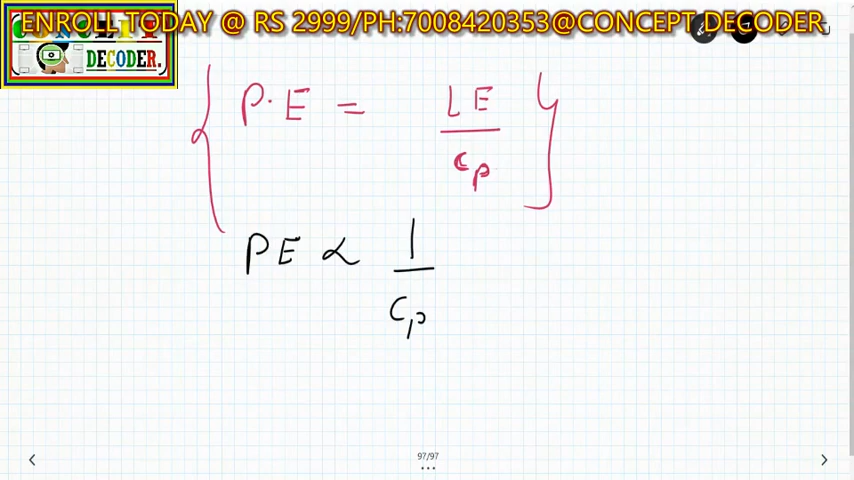 ENROLL TODAY @ RS 2999/PH:7008420353@CONCEPT DECODER.
DECODER.
{ P.E = LE / Cp }
PE ∝ 1 / Cp
97/97